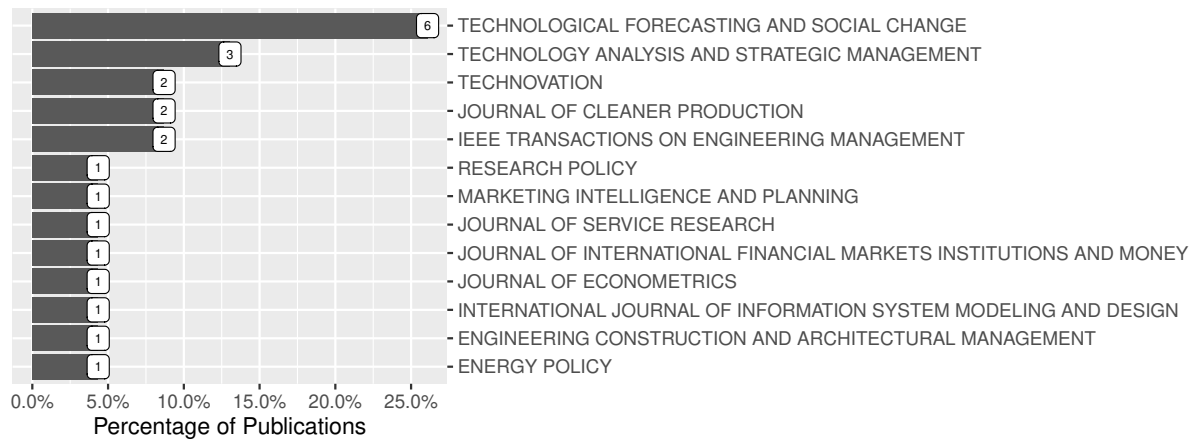 6 TECHNOLOGICAL FORECASTING AND SOCIAL CHANGE
3 TECHNOLOGY ANALYSIS AND STRATEGIC MANAGEMENT
2 TECHNOVATION
2 JOURNAL OF CLEANER PRODUCTION
2 IEEE TRANSACTIONS ON ENGINEERING MANAGEMENT
1 RESEARCH POLICY
1 MARKETING INTELLIGENCE AND PLANNING
1 JOURNAL OF SERVICE RESEARCH
1 JOURNAL OF INTERNATIONAL FINANCIAL MARKETS INSTITUTIONS AND MONEY
1 JOURNAL OF ECONOMETRICS
1 INTERNATIONAL JOURNAL OF INFORMATION SYSTEM MODELING AND DESIGN
1 ENGINEERING CONSTRUCTION AND ARCHITECTURAL MANAGEMENT
1 ENERGY POLICY
0.0% 5.0% 10.0% 15.0% 20.0% 25.0%
Percentage of Publications